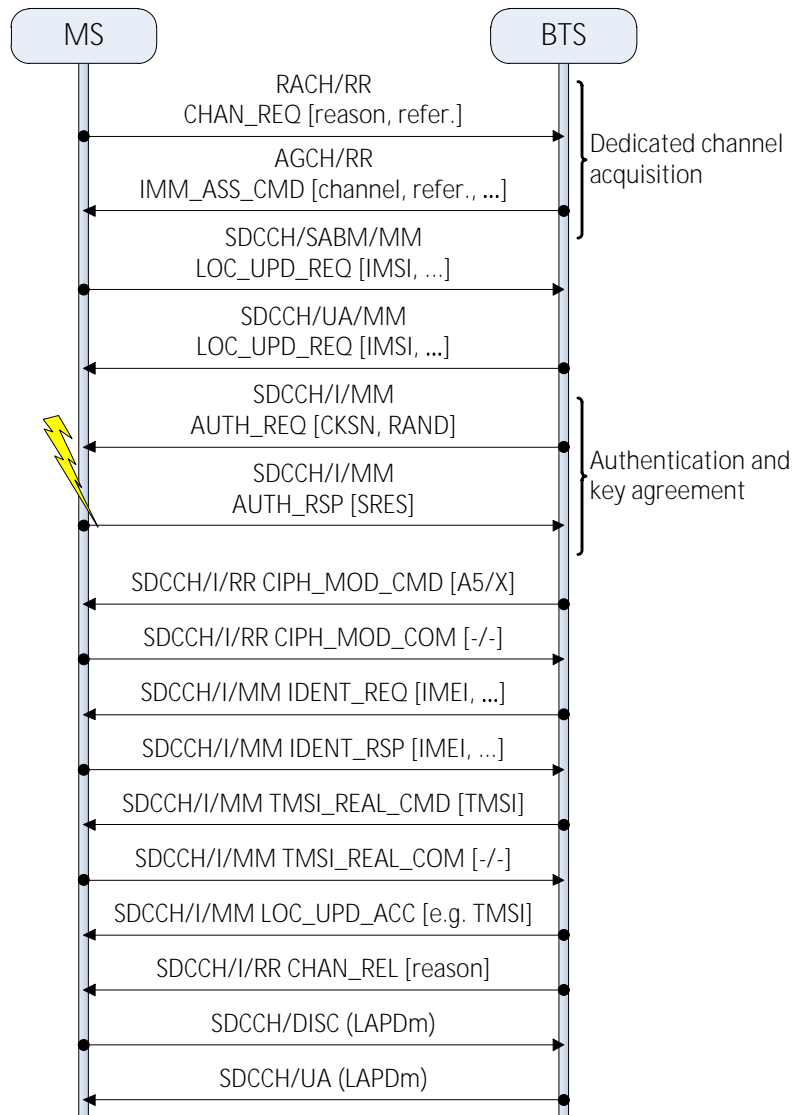 MS
BTS
RACH/RR
CHAN_REQ [reason, refer.]
Dedicated channel
acquisition
AGCH/RR
IMM_ASS_CMD [channel, refer., ...]
SDCCH/SABM/MM
LOC_UPD_REQ [IMSI, ...]
SDCCH/UA/MM
LOC_UPD_REQ [IMSI, ...]
SDCCH/I/MM
AUTH_REQ [CKSN, RAND]
Authentication and
key agreement
SDCCH/I/MM
AUTH_RSP [SRES]
SDCCH/I/RR CIPH_MOD_CMD [A5/X]
SDCCH/I/RR CIPH_MOD_COM [-/-]
SDCCH/I/MM IDENT_REQ [IMEI, ...]
SDCCH/I/MM IDENT_RSP [IMEI, ...]
SDCCH/I/MM TMSI_REAL_CMD [TMSI]
SDCCH/I/MM TMSI_REAL_COM [-/-]
SDCCH/I/MM LOC_UPD_ACC [e.g. TMSI]
SDCCH/I/RR CHAN_REL [reason]
SDCCH/DISC (LAPDm)
SDCCH/UA (LAPDm)